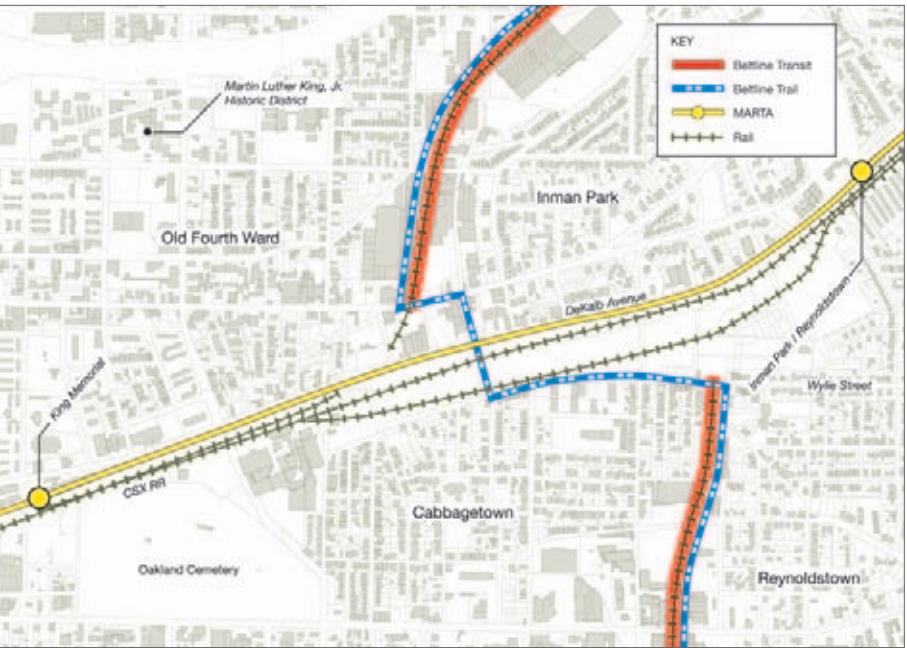 KEY
Beltline Transit
Beltline Trail
MARTA
Rail
Martin Luther King, Jr.
Historic District
Inman Park
Old Fourth Ward
DeKalb Avenue
Inman Park / Reynoldstown
King Memorial
Wylie Street
CSX RR
Cabbagetown
Oakland Cemetery
Reynoldstown